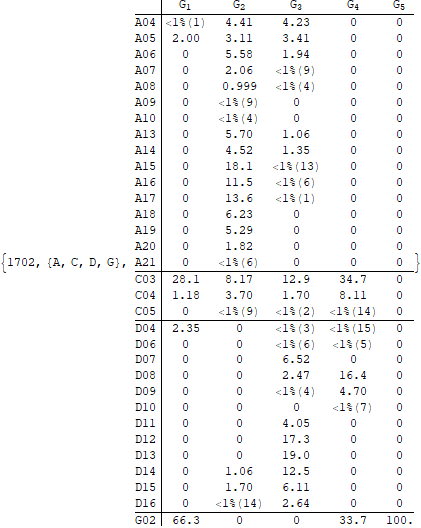 G1 G2 G3 G4 G5
A04 <1%(1) 4.41 4.23 0 0
A05 2.00 3.11 3.41 0 0
A06 0 5.58 1.94 0 0
A07 0 2.06 <1%(9) 0 0
A08 0 0.999 <1%(4) 0 0
A09 0 <1%(9) 0 0 0
A10 0 <1%(4) 0 0 0
A13 0 5.70 1.06 0 0
A14 0 4.52 1.35 0 0
A15 0 18.1 <1%(13) 0 0
A16 0 11.5 <1%(6) 0 0
A17 0 13.6 <1%(1) 0 0
A18 0 6.23 0 0 0
A19 0 5.29 0 0 0
A20 0 1.82 0 0 0
{1702, {A, C, D, G}, A21 0 <1%(6) 0 0 0 }
C03 28.1 8.17 12.9 34.7 0
C04 1.18 3.70 1.70 8.11 0
C05 0 <1%(9) <1%(2) <1%(14) 0
D04 2.35 0 <1%(3) <1%(15) 0
D06 0 0 <1%(6) <1%(5) 0
D07 0 0 6.52 0 0
D08 0 0 2.47 16.4 0
D09 0 0 <1%(4) 4.70 0
D10 0 0 0 <1%(7) 0
D11 0 0 4.05 0 0
D12 0 0 17.3 0 0
D13 0 0 19.0 0 0
D14 0 1.06 12.5 0 0
D15 0 1.70 6.11 0 0
D16 0 <1%(14) 2.64 0 0
G02 66.3 0 0 33.7 100.